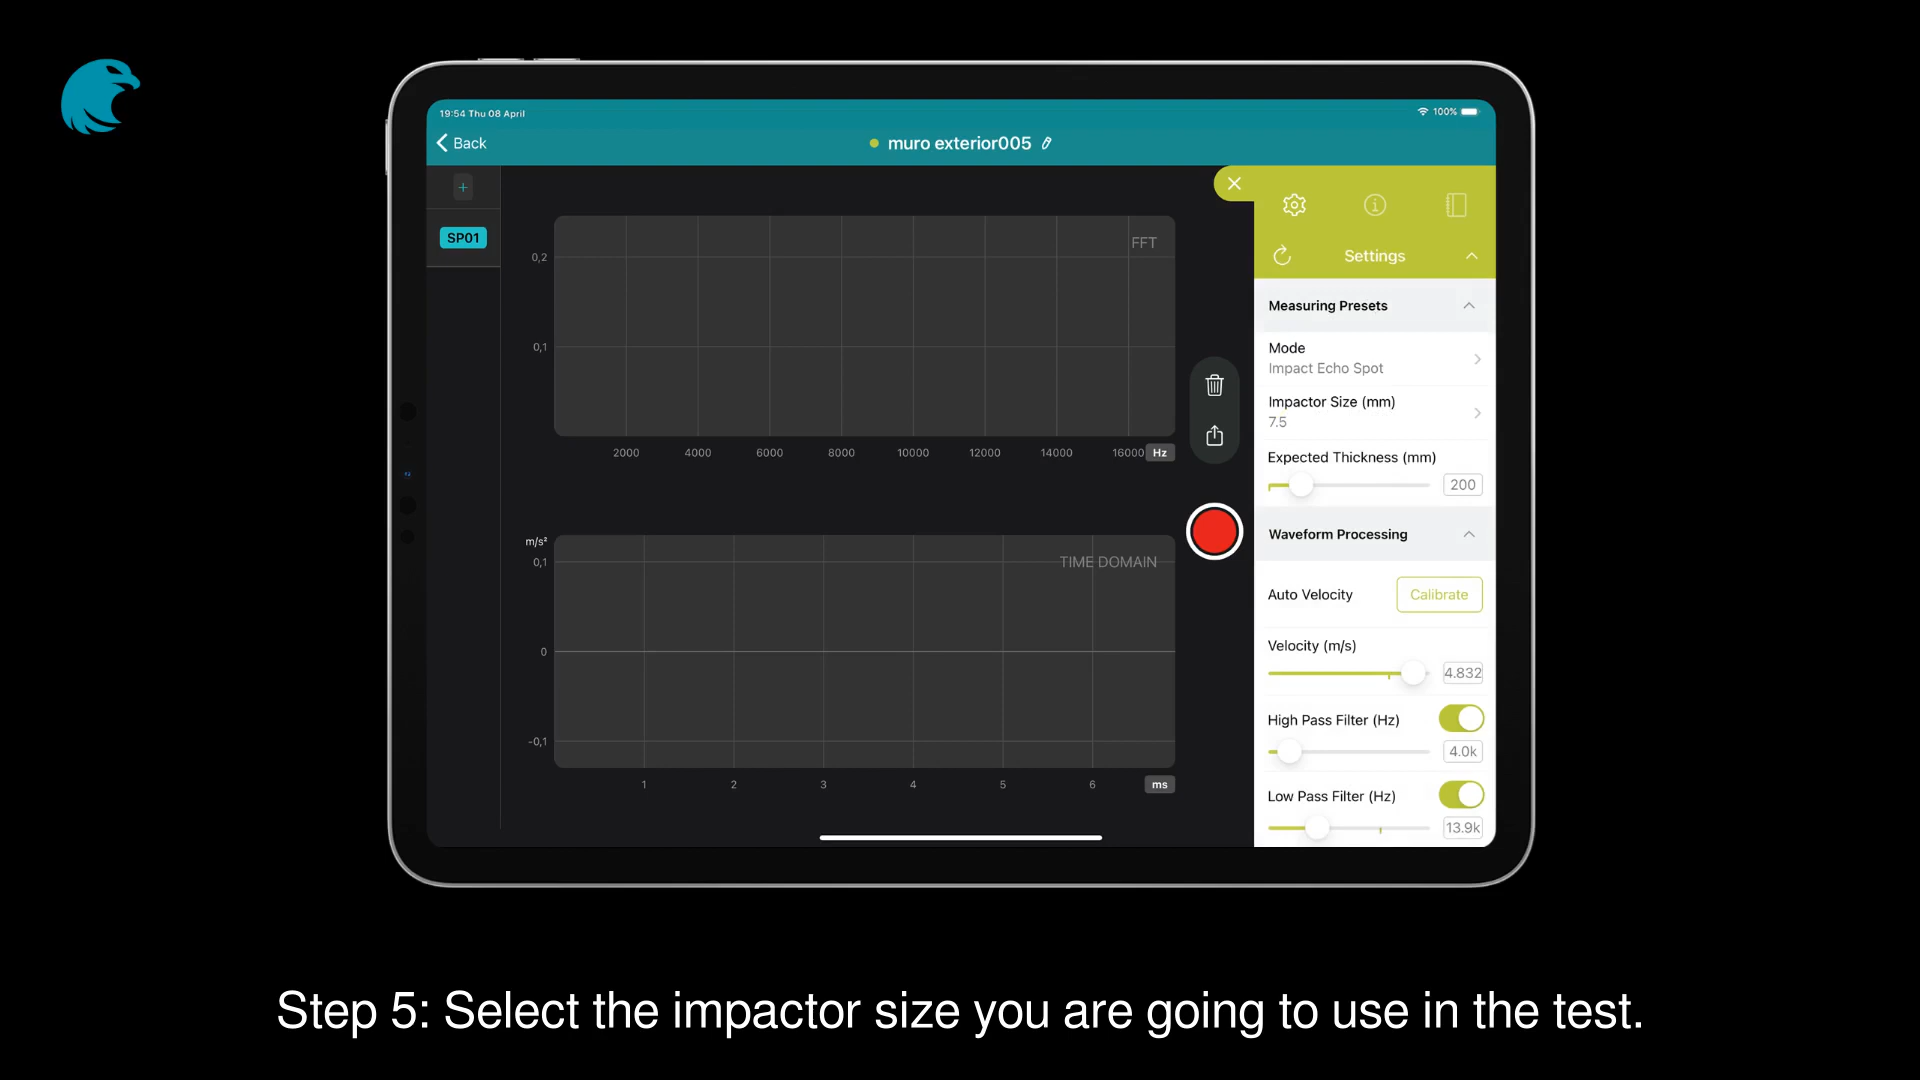 19:54 Thu 08 April
100%
Back
muro exterior005
+
SP01
FFT
0,2
0,1
2000 4000 6000 8000 10000 12000 14000 16000 Hz
m/s²
0,1
TIME DOMAIN
0
-0,1
1 2 3 4 5 6 ms
Settings
Measuring Presets
Mode
Impact Echo Spot
Impactor Size (mm)
7.5
Expected Thickness (mm)
200
Waveform Processing
Auto Velocity Calibrate
Velocity (m/s)
4.832
High Pass Filter (Hz)
4.0k
Low Pass Filter (Hz)
13.9k
Step 5: Select the impactor size you are going to use in the test.